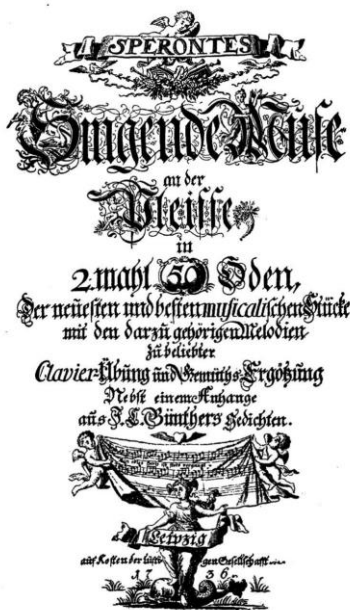 SPERONTES
Singende Muse
an der
Pleisse,
in
2.mahl 50 Oden,
Der neüesten und besten musicalischen Stücke
mit den darzu gehörigen Melodien
zu beliebter
Clavier-Übung und Gemüths-Ergötzung
Nebst einem Anhange
aus J. C. Günthers Gedichten.
Leipzig
auf Kosten der lustigen Gesellschafft
1736.